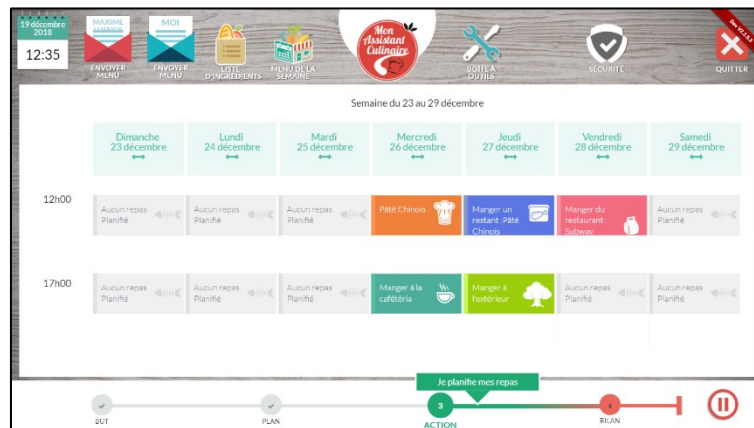 19 décembre
2018
12:35
MAXIME
ENVOYER
MENU
MOI
ENVOYER
MENU
LISTE
D'INGRÉDIENTS
MENU DE LA
SEMAINE
Mon
Assistant
Culinaire
BOÎTE À
OUTILS
SÉCURITÉ
QUITTER
Semaine du 23 au 29 décembre
Dimanche
23 décembre
Lundi
24 décembre
Mardi
25 décembre
Mercredi
26 décembre
Jeudi
27 décembre
Vendredi
28 décembre
Samedi
29 décembre
12h00
Aucun repas
Planifié
Aucun repas
Planifié
Aucun repas
Planifié
Pâté Chinois
Manger un
restant :Pâté
Chinois
Manger du
restaurant :
Subway
Aucun repas
Planifié
17h00
Aucun repas
Planifié
Aucun repas
Planifié
Aucun repas
Planifié
Manger à la
cafétéria
Manger à
l'extérieur
Aucun repas
Planifié
Aucun repas
Planifié
Je planifie mes repas
BUT
PLAN
3
ACTION
4
BILAN